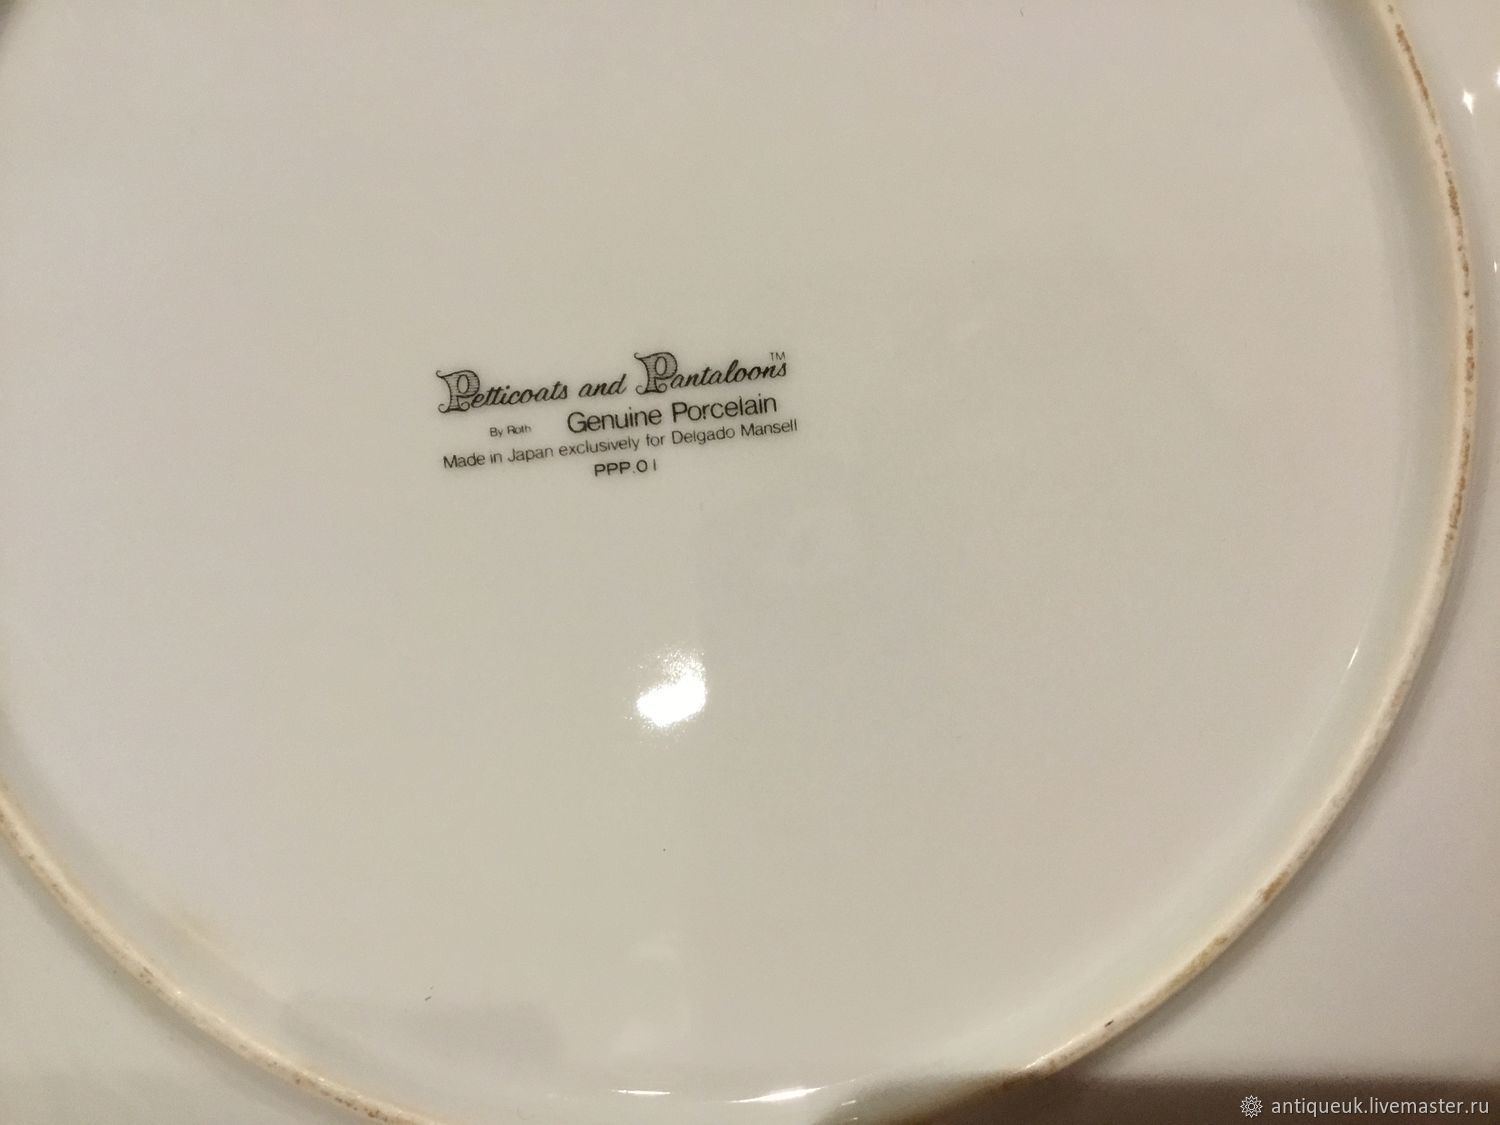 Petticoats and Pantaloons™
By Roth Genuine Porcelain
Made in Japan exclusively for Delgado Mansell
PPP.01
antiqueuk.livemaster.ru